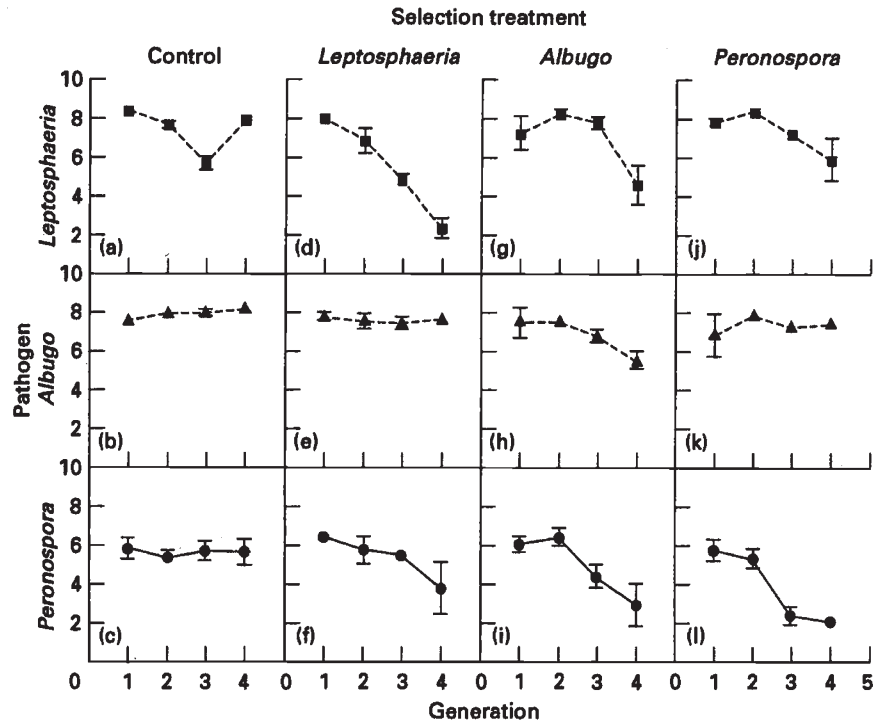 Selection treatment
Control Leptosphaeria Albugo Peronospora
Pathogen
Leptosphaeria
10
8
6
4
2
(a) (d) (g) (j)
Albugo
10
8
6
4
2
(b) (e) (h) (k)
Peronospora
10
8
6
4
2
0
(c) (f) (i) (l)
1 2 3 4 0 1 2 3 4 0 1 2 3 4 0 1 2 3 4 5
Generation